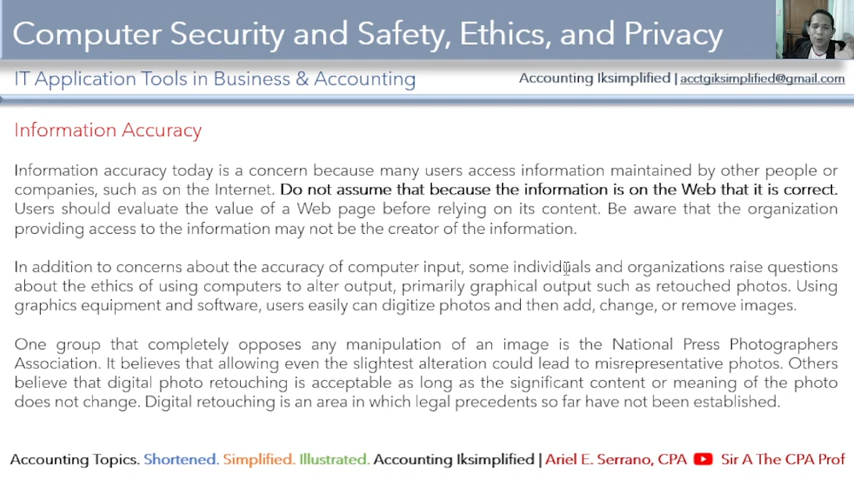 Computer Security and Safety, Ethics, and Privacy
IT Application Tools in Business & Accounting
Accounting Iksimplified | acctgiksimplified@gmail.com
Information Accuracy
Information accuracy today is a concern because many users access information maintained by other people or
companies, such as on the Internet. Do not assume that because the information is on the Web that it is correct.
Users should evaluate the value of a Web page before relying on its content. Be aware that the organization
providing access to the information may not be the creator of the information.
In addition to concerns about the accuracy of computer input, some individuals and organizations raise questions
about the ethics of using computers to alter output, primarily graphical output such as retouched photos. Using
graphics equipment and software, users easily can digitize photos and then add, change, or remove images.
One group that completely opposes any manipulation of an image is the National Press Photographers
Association. It believes that allowing even the slightest alteration could lead to misrepresentative photos. Others
believe that digital photo retouching is acceptable as long as the significant content or meaning of the photo
does not change. Digital retouching is an area in which legal precedents so far have not been established.
Accounting Topics. Shortened. Simplified. Illustrated. Accounting Iksimplified | Ariel E. Serrano, CPA Sir A The CPA Prof